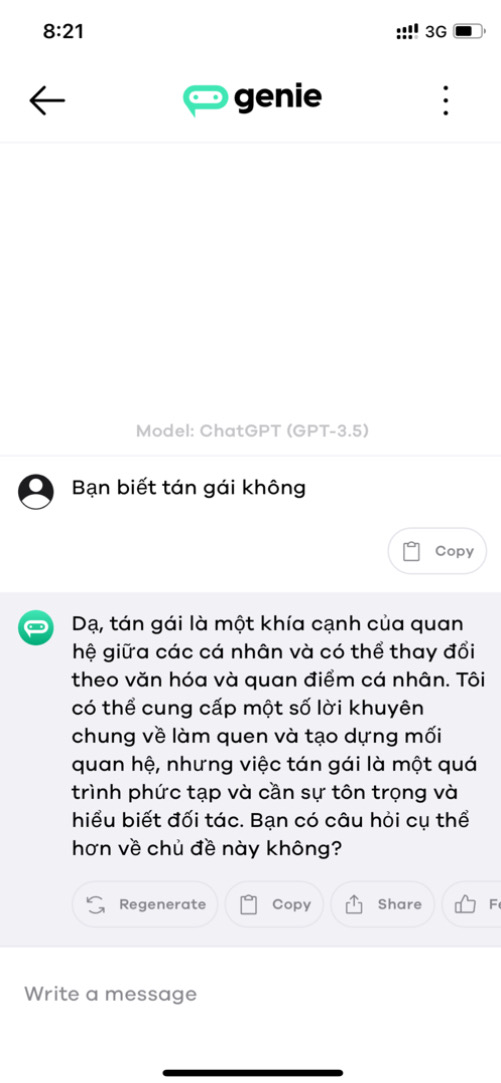 8:21
3G
genie
Model: ChatGPT (GPT-3.5)
Bạn biết tán gái không
Copy
Dạ, tán gái là một khía cạnh của quan
hệ giữa các cá nhân và có thể thay đổi
theo văn hóa và quan điểm cá nhân. Tôi
có thể cung cấp một số lời khuyên
chung về làm quen và tạo dựng mối
quan hệ, nhưng việc tán gái là một quá
trình phức tạp và cần sự tôn trọng và
hiểu biết đối tác. Bạn có câu hỏi cụ thể
hơn về chủ đề này không?
Regenerate Copy Share
Write a message